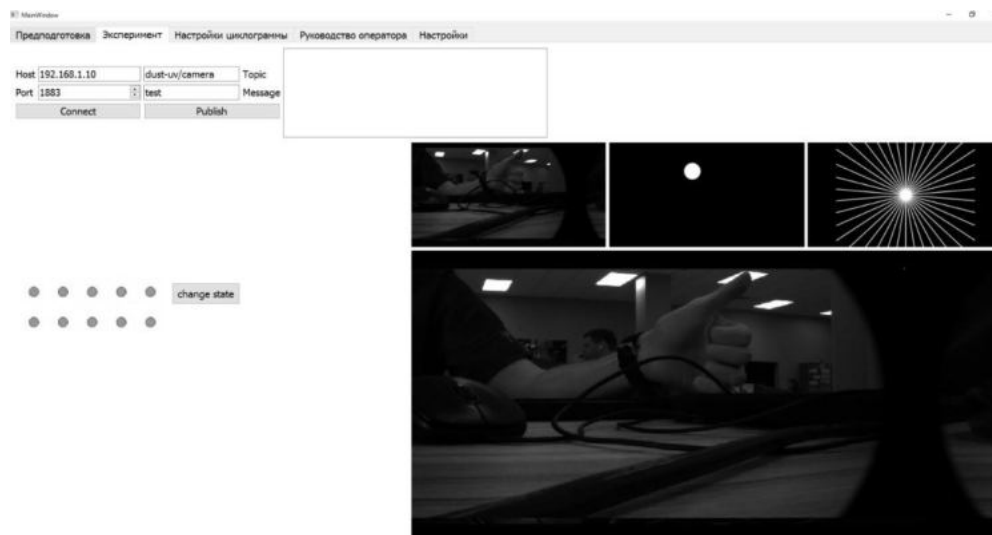 MainWindow
Предподготовка Эксперимент Настройки циклограммы Руководство оператора Настройки
Host 192.168.1.10 dust-uv/camera Topic
Port 1883 test Message
Connect Publish
change state